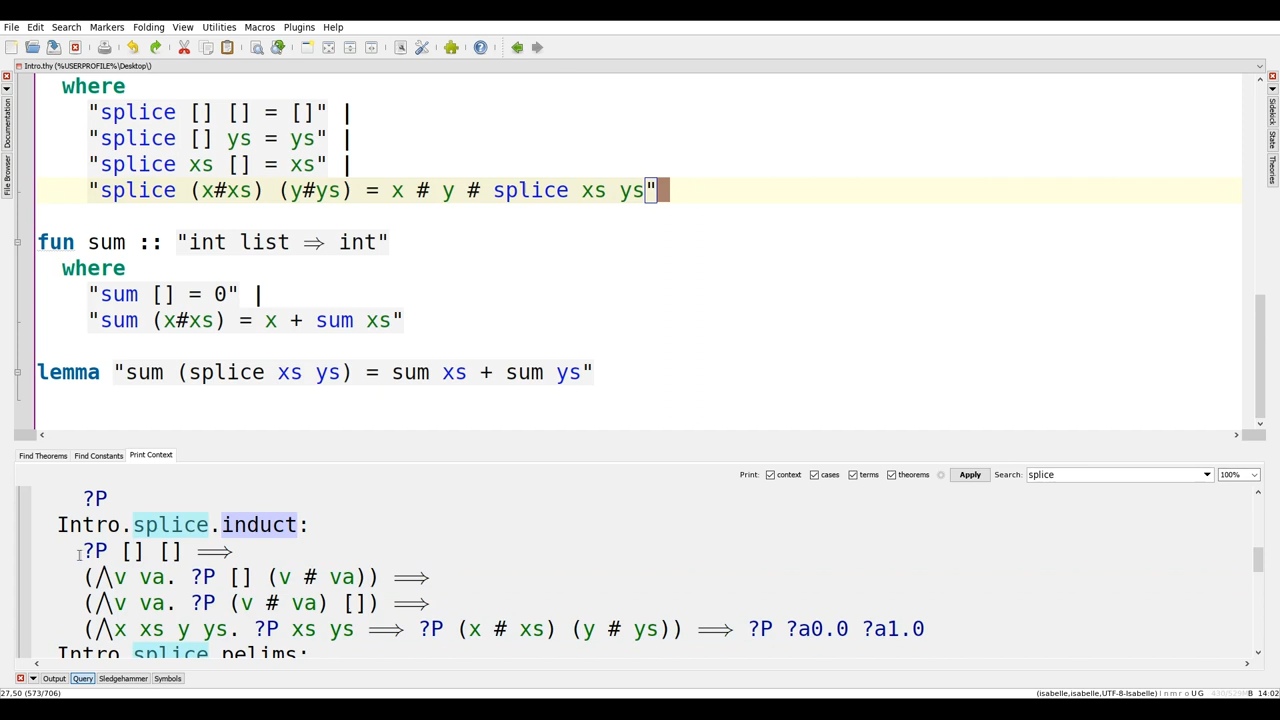 File Edit Search Markers Folding View Utilities Macros Plugins Help
Intro.thy (%USERPROFILE%\Desktop\)
where
"splice [] [] = []" |
"splice [] ys = ys" |
"splice xs [] = xs" |
"splice (x#xs) (y#ys) = x # y # splice xs ys"
fun sum :: "int list ⇒ int"
where
"sum [] = 0" |
"sum (x#xs) = x + sum xs"
lemma "sum (splice xs ys) = sum xs + sum ys"
Documentation
File Browser
Sidekick
State
Theories
Find Theorems Find Constants Print Context
Print: context cases terms theorems Apply Search: splice 100%
?P
Intro.splice.induct:
?P [] [] ⟹
(⋀v va. ?P [] (v # va)) ⟹
(⋀v va. ?P (v # va) []) ⟹
(⋀x xs y ys. ?P xs ys ⟹ ?P (x # xs) (y # ys)) ⟹ ?P ?a0.0 ?a1.0
Intro.splice.pelims:
Output Query Sledgehammer Symbols
27,50 (573/706) (isabelle,isabelle,UTF-8-Isabelle) l n m r o U G 430/529MB 14:02